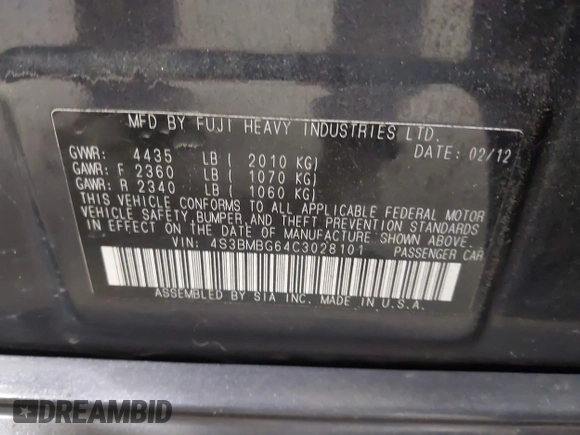 MFD BY FUJI HEAVY INDUSTRIES LTD.
DATE: 02/12
GVWR: 4435 LB ( 2010 KG)
GAWR: F 2360 LB ( 1070 KG)
GAWR: R 2340 LB ( 1060 KG)
THIS VEHICLE CONFORMS TO ALL APPLICABLE FEDERAL MOTOR
VEHICLE SAFETY, BUMPER, AND THEFT PREVENTION STANDARDS
IN EFFECT ON THE DATE OF MANUFACTURE SHOWN ABOVE.
VIN: 4S3BMBG64C3028101 PASSENGER CAR
ASSEMBLED BY SIA INC. MADE IN U.S.A.
DREAMBID